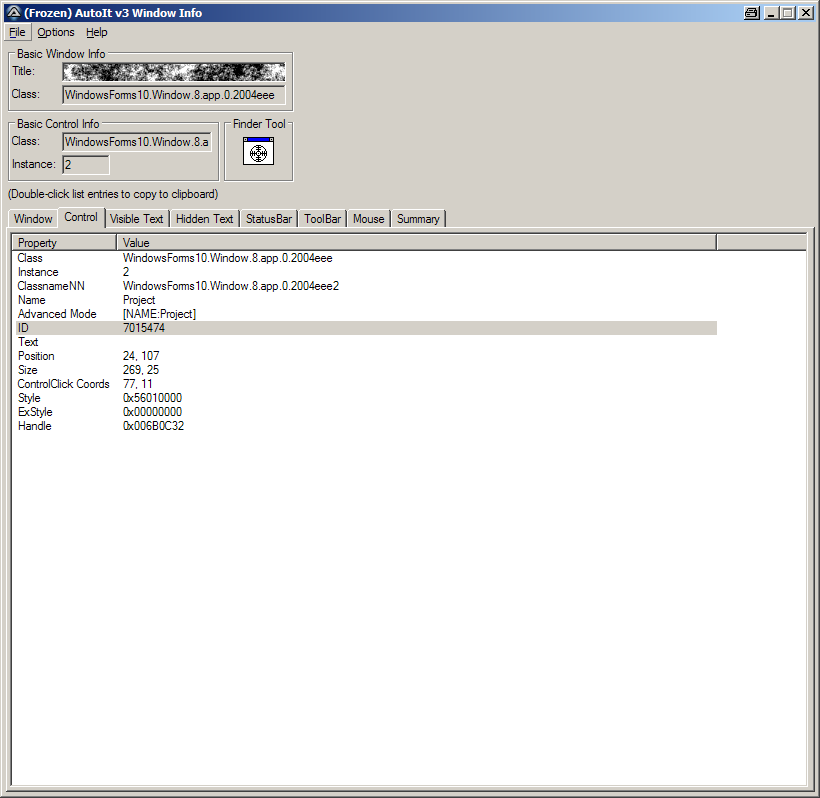 (Frozen) AutoIt v3 Window Info
File Options Help
Basic Window Info
Title:
Class: WindowsForms10.Window.8.app.0.2004eee
Basic Control Info
Finder Tool
Class: WindowsForms10.Window.8.a
Instance: 2
(Double-click list entries to copy to clipboard)
Window Control Visible Text Hidden Text StatusBar ToolBar Mouse Summary
Property Value
Class WindowsForms10.Window.8.app.0.2004eee
Instance 2
ClassnameNN WindowsForms10.Window.8.app.0.2004eee2
Name Project
Advanced Mode [NAME:Project]
ID 7015474
Text
Position 24, 107
Size 269, 25
ControlClick Coords 77, 11
Style 0x56010000
ExStyle 0x00000000
Handle 0x006B0C32